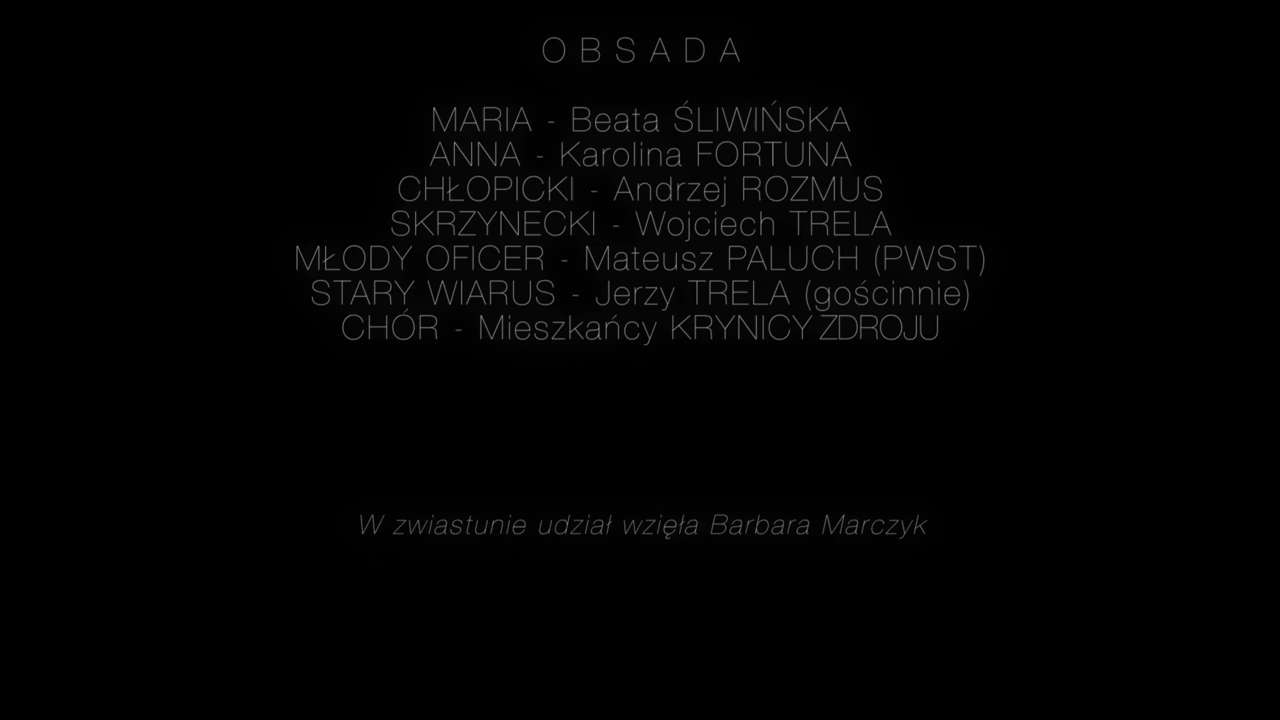 OBSADA
MARIA - Beata ŚLIWIŃSKA
ANNA - Karolina FORTUNA
CHŁOPICKI - Andrzej ROZMUS
SKRZYNECKI - Wojciech TRELA
MŁODY OFICER - Mateusz PALUCH (PWST)
STARY WIARUS - Jerzy TRELA (gościnnie)
CHÓR - Mieszkańcy KRYNICY ZDROJU
W zwiastunie udział wzięła Barbara Marczyk